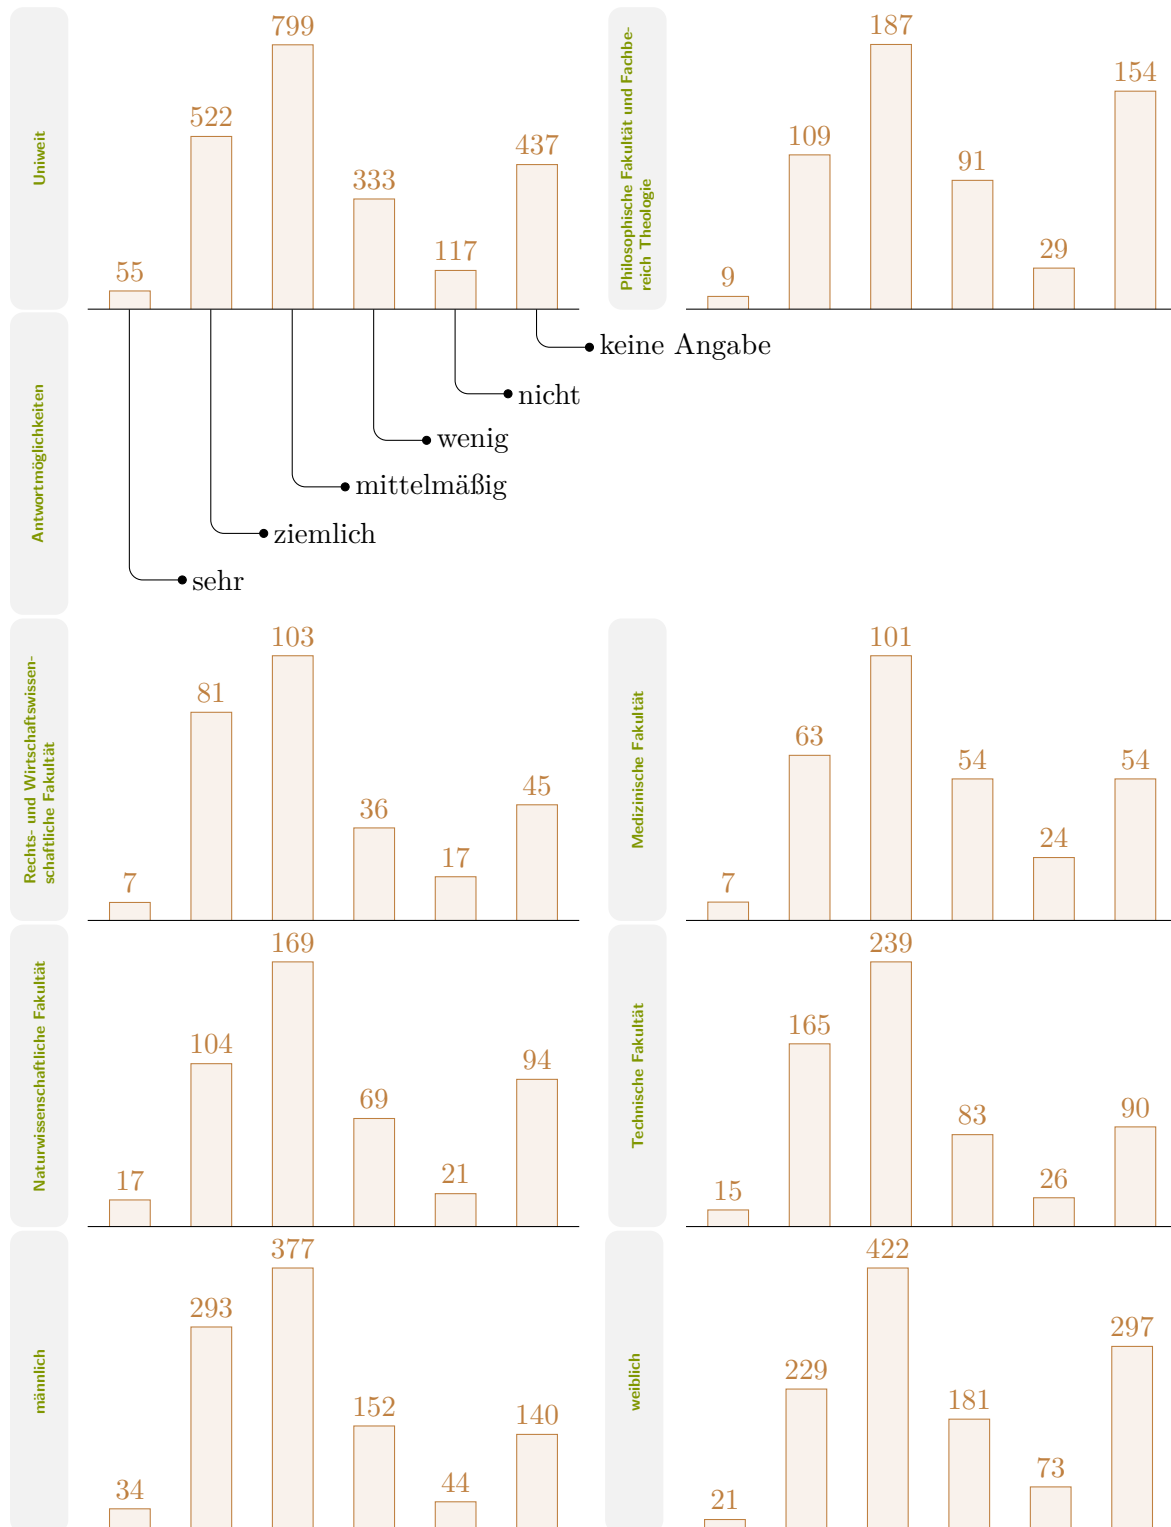 Uniweit
55
522
799
333
117
437
Philosophische Fakultät und Fachbe-
reich Theologie
9
109
187
91
29
154
Antwortmöglichkeiten
keine Angabe
nicht
wenig
mittelmäßig
ziemlich
sehr
Rechts- und Wirtschaftswissen-
schaftliche Fakultät
7
81
103
36
17
45
Medizinische Fakultät
7
63
101
54
24
54
Naturwissenschaftliche Fakultät
17
104
169
69
21
94
Technische Fakultät
15
165
239
83
26
90
männlich
34
293
377
152
44
140
weiblich
21
229
422
181
73
297